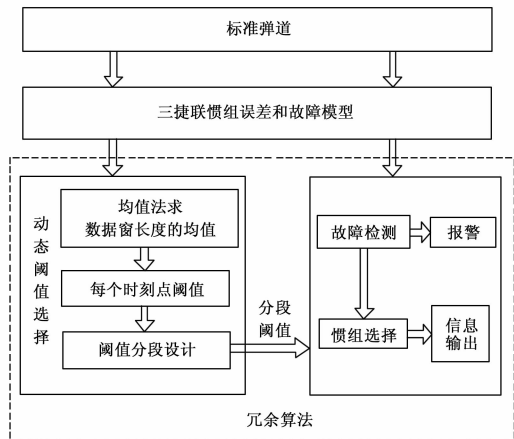 标准弹道
三捷联惯组误差和故障模型
动态阈值选择
均值法求
数据窗长度的均值
每个时刻点阈值
阈值分段设计
分段
阈值
故障检测
报警
惯组选择
信息
输出
冗余算法